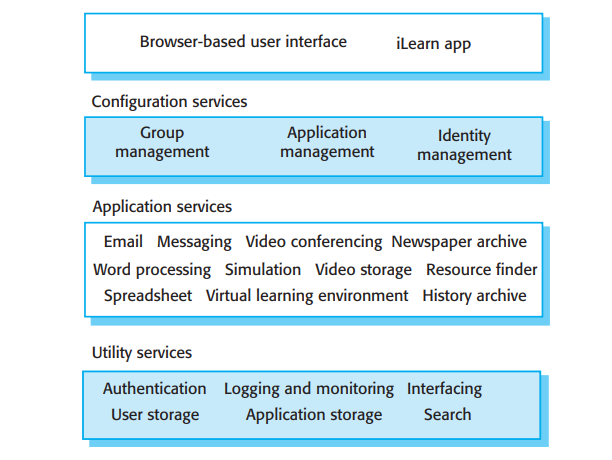 Browser-based user interface iLearn app
Configuration services
Group management Application management Identity management
Application services
Email Messaging Video conferencing Newspaper archive
Word processing Simulation Video storage Resource finder
Spreadsheet Virtual learning environment History archive
Utility services
Authentication Logging and monitoring Interfacing
User storage Application storage Search